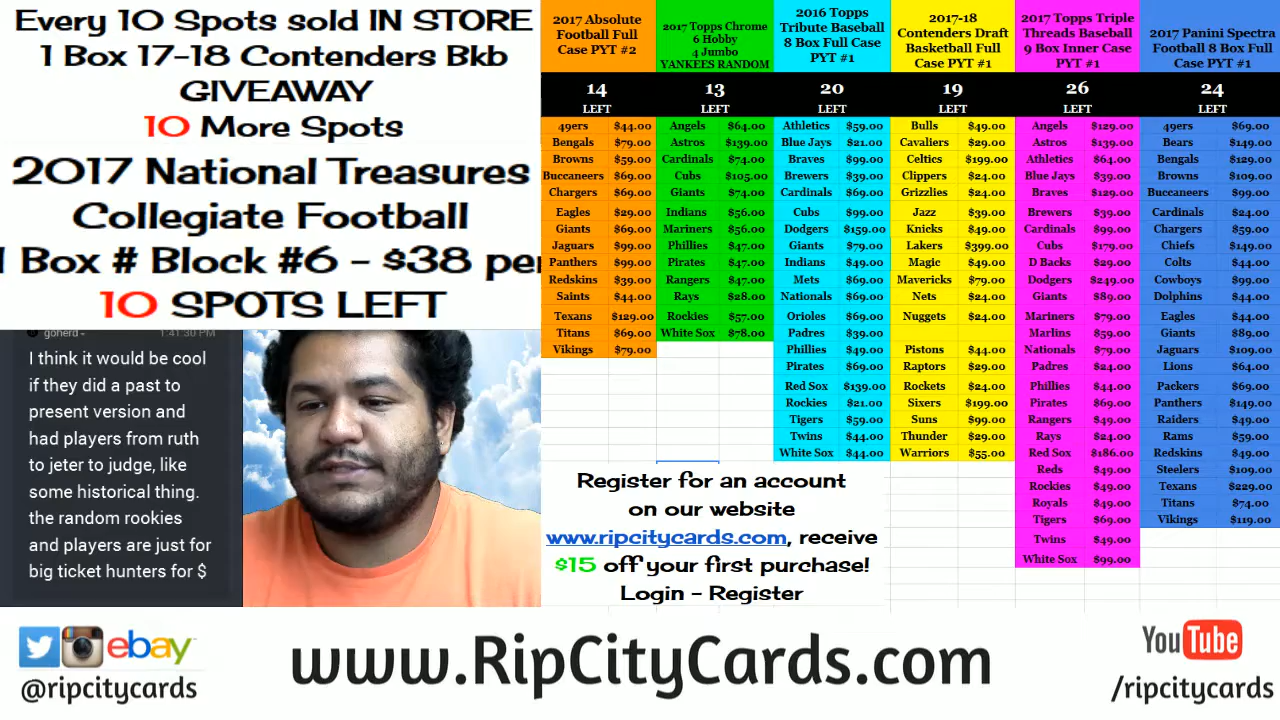 Every 10 Spots sold IN STORE
1 Box 17-18 Contenders Bkb
GIVEAWAY
10 More Spots
2017 National Treasures
Collegiate Football
1 Box # Block #6 - $38 per
10 SPOTS LEFT
goherd 1:41:30 PM
I think it would be cool
if they did a past to
present version and
had players from ruth
to jeter to judge, like
some historical thing.
the random rookies
and players are just for
big ticket hunters for $
2017 Absolute
Football Full
Case PYT #2
14
LEFT
49ers $44.00
Bengals $79.00
Browns $59.00
Buccaneers $69.00
Chargers $69.00
Eagles $29.00
Giants $69.00
Jaguars $99.00
Panthers $99.00
Redskins $39.00
Saints $44.00
Texans $129.00
Titans $69.00
Vikings $79.00
2017 Topps Chrome
6 Hobby
4 Jumbo
YANKEES RANDOM
13
LEFT
Angels $64.00
Astros $139.00
Cardinals $74.00
Cubs $105.00
Giants $74.00
Indians $56.00
Mariners $56.00
Phillies $47.00
Pirates $47.00
Rangers $47.00
Rays $28.00
Rockies $57.00
White Sox $78.00
2016 Topps
Tribute Baseball
8 Box Full Case
PYT #1
20
LEFT
Athletics $59.00
Blue Jays $21.00
Braves $99.00
Brewers $39.00
Cardinals $69.00
Cubs $99.00
Dodgers $159.00
Giants $79.00
Indians $49.00
Mets $69.00
Nationals $69.00
Orioles $69.00
Padres $39.00
Phillies $49.00
Pirates $69.00
Red Sox $139.00
Rockies $21.00
Tigers $59.00
Twins $44.00
White Sox $44.00
2017-18
Contenders Draft
Basketball Full
Case PYT #1
19
LEFT
Bulls $49.00
Cavaliers $29.00
Celtics $199.00
Clippers $24.00
Grizzlies $24.00
Jazz $39.00
Knicks $49.00
Lakers $399.00
Magic $49.00
Mavericks $79.00
Nets $24.00
Nuggets $24.00
Pistons $44.00
Raptors $29.00
Rockets $24.00
Sixers $199.00
Suns $99.00
Thunder $29.00
Warriors $55.00
2017 Topps Triple
Threads Baseball
9 Box Inner Case
PYT #1
26
LEFT
Angels $129.00
Astros $139.00
Athletics $64.00
Blue Jays $39.00
Braves $129.00
Brewers $39.00
Cardinals $99.00
Cubs $179.00
D Backs $29.00
Dodgers $249.00
Giants $89.00
Mariners $79.00
Marlins $59.00
Nationals $79.00
Padres $24.00
Phillies $44.00
Pirates $69.00
Rangers $49.00
Rays $24.00
Red Sox $186.00
Reds $49.00
Rockies $49.00
Royals $49.00
Tigers $69.00
Twins $49.00
White Sox $99.00
2017 Panini Spectra
Football 8 Box Full
Case PYT #1
24
LEFT
49ers $69.00
Bears $149.00
Bengals $129.00
Browns $109.00
Buccaneers $99.00
Cardinals $24.00
Chargers $59.00
Chiefs $149.00
Colts $44.00
Cowboys $99.00
Dolphins $44.00
Eagles $44.00
Giants $89.00
Jaguars $109.00
Lions $64.00
Packers $69.00
Panthers $149.00
Raiders $49.00
Rams $59.00
Redskins $49.00
Steelers $109.00
Texans $229.00
Titans $74.00
Vikings $119.00
Register for an account
on our website
www.ripcitycards.com, receive
$15 off your first purchase!
Login - Register
ebay
@ripcitycards
www.RipCityCards.com
YouTube
/ripcitycards